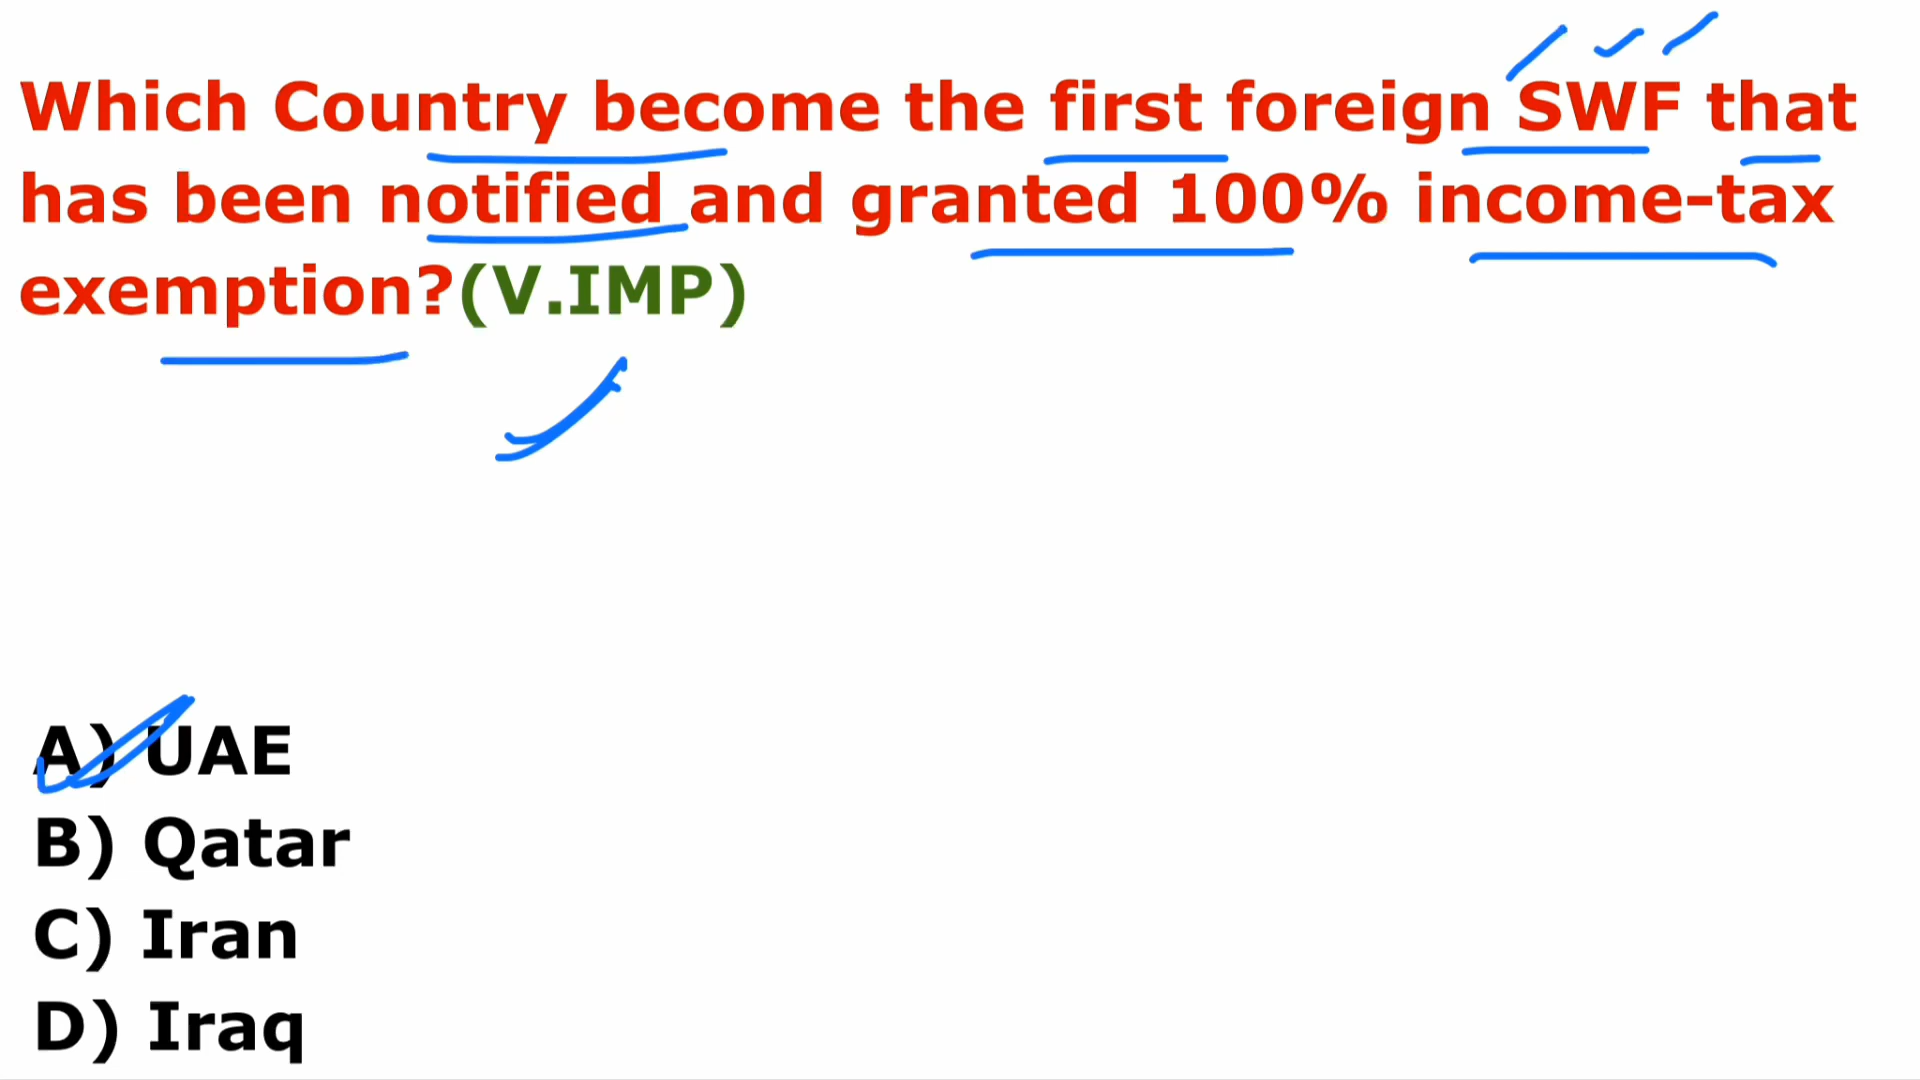 Which Country become the first foreign SWF that
has been notified and granted 100% income-tax
exemption?(V.IMP)
A) UAE
B) Qatar
C) Iran
D) Iraq